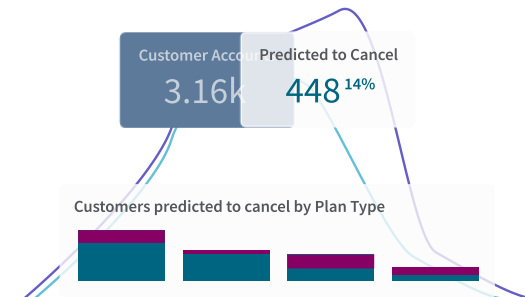 Customer Accou
Predicted to Cancel
3.16k
448 14%
Customers predicted to cancel by Plan Type